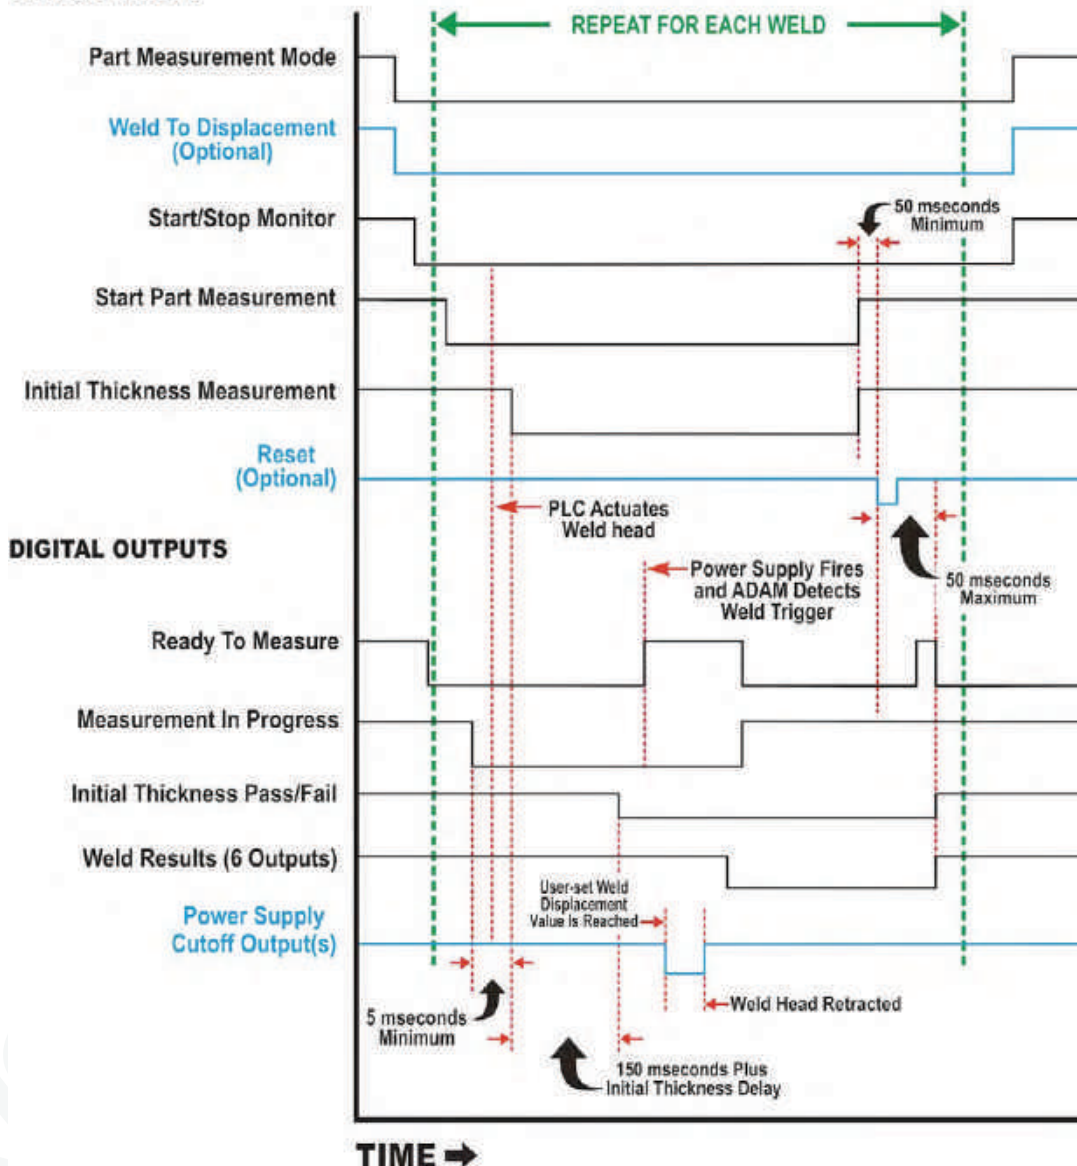 REPEAT FOR EACH WELD
Part Measurement Mode
Weld To Displacement
(Optional)
Start/Stop Monitor
50 mseconds
Minimum
Start Part Measurement
Initial Thickness Measurement
Reset
(Optional)
PLC Actuates
Weld head
DIGITAL OUTPUTS
Power Supply Fires
and ADAM Detects
Weld Trigger
50 mseconds
Maximum
Ready To Measure
Measurement In Progress
Initial Thickness Pass/Fail
Weld Results (6 Outputs)
User-set Weld
Displacement
Value Is Reached
Power Supply
Cutoff Output(s)
Weld Head Retracted
5 mseconds
Minimum
150 mseconds Plus
Initial Thickness Delay
TIME